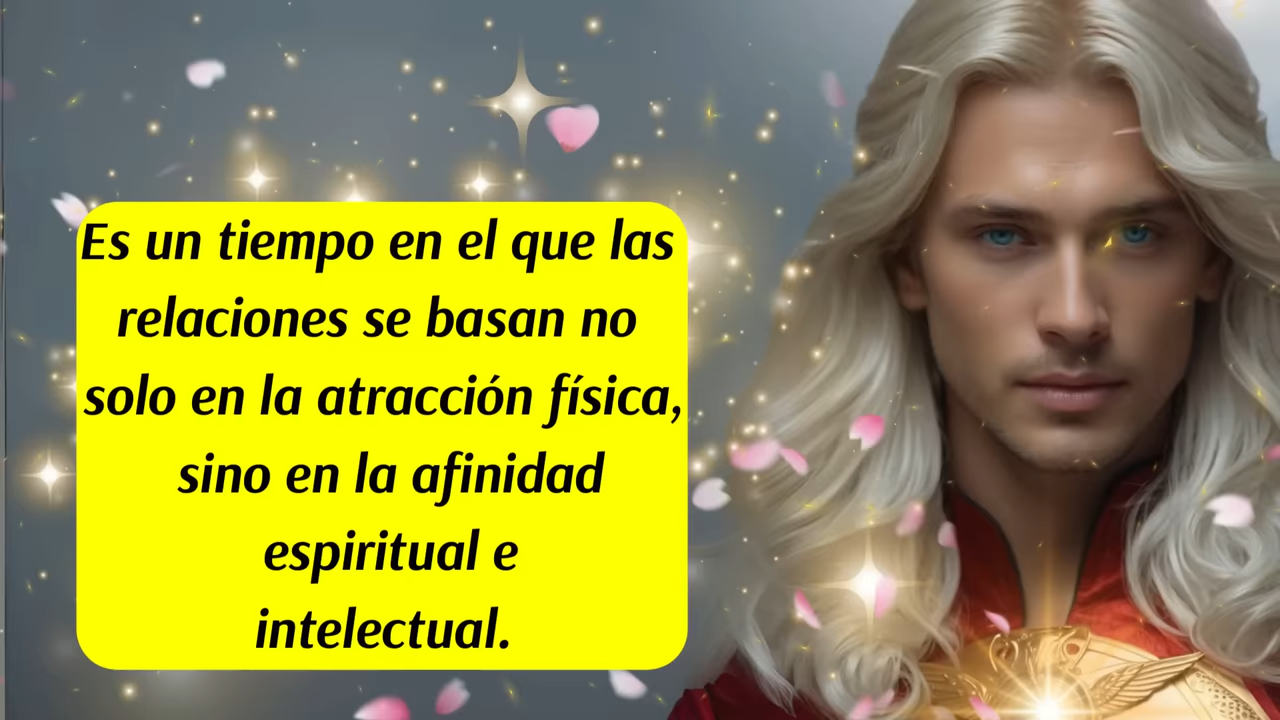 Es un tiempo en el que las
relaciones se basan no
solo en la atracción física,
sino en la afinidad
espiritual e
intelectual.